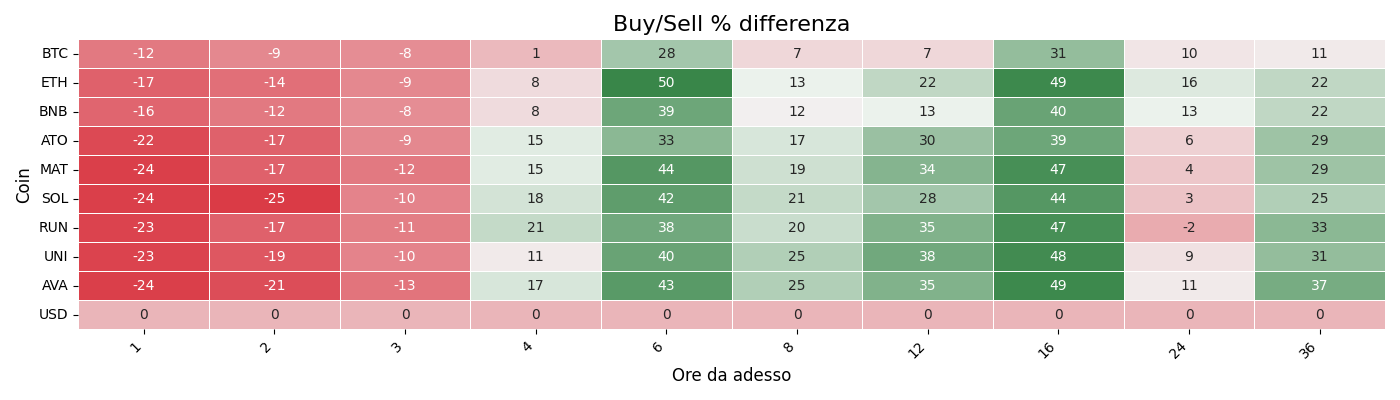 Buy/Sell % differenza
Coin
BTC -12 -9 -8 1 28 7 7 31 10 11
ETH -17 -14 -9 8 50 13 22 49 16 22
BNB -16 -12 -8 8 39 12 13 40 13 22
ATO -22 -17 -9 15 33 17 30 39 6 29
MAT -24 -17 -12 15 44 19 34 47 4 29
SOL -24 -25 -10 18 42 21 28 44 3 25
RUN -23 -17 -11 21 38 20 35 47 -2 33
UNI -23 -19 -10 11 40 25 38 48 9 31
AVA -24 -21 -13 17 43 25 35 49 11 37
USD 0 0 0 0 0 0 0 0 0 0
1 2 3 4 6 8 12 16 24 36
Ore da adesso